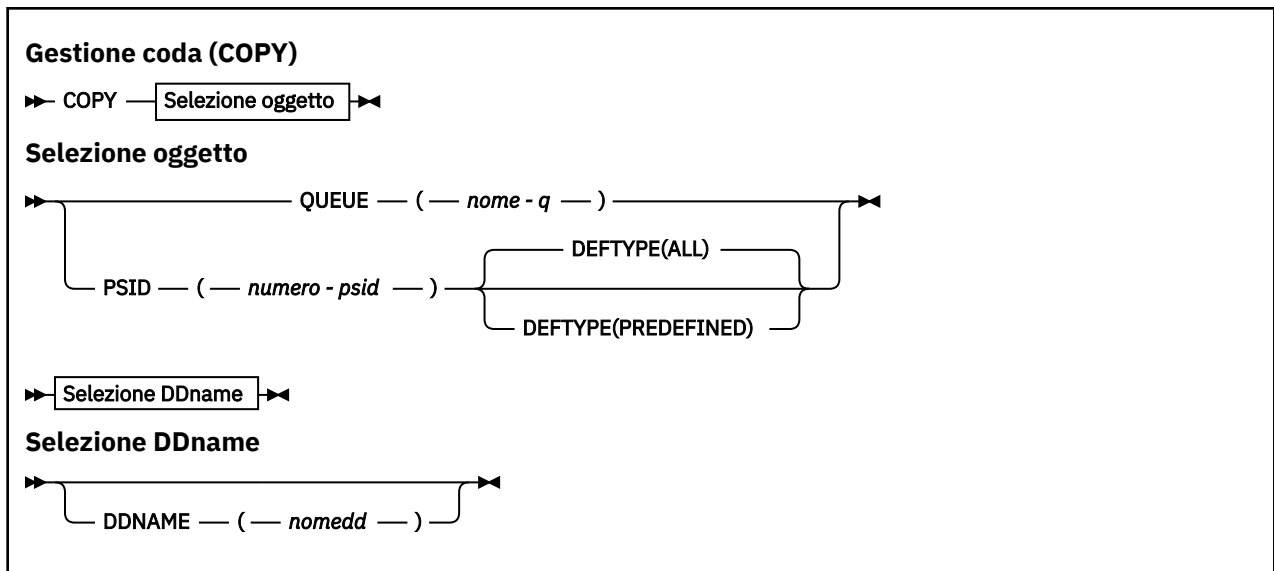 Gestione coda (COPY)
COPY Selezione oggetto
Selezione oggetto
QUEUE ( nome - q )
DEFTYPE(ALL)
PSID ( numero - psid )
DEFTYPE(PREDEFINED)
Selezione DDname
Selezione DDname
DDNAME ( nomedd )